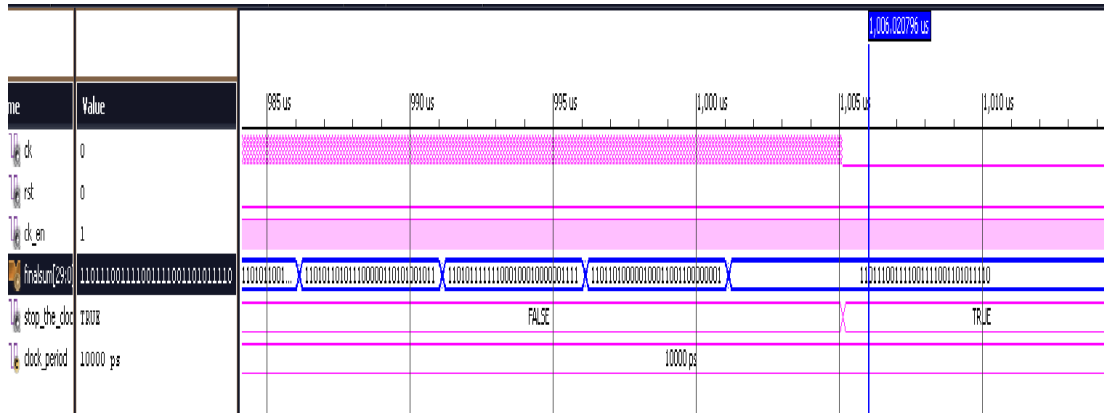 1,006.020796 us
me Value 985 us 990 us 995 us 1,000 us 1,005 us 1,010 us
ck 0
rst 0
ck_en 1
finalsum[29:0] 110111001111001111001101011110 1101011001... 110101101011100000110101001011 110101111111000100010000001111 110110100000100011001100000001 110111001111001111001101011110
stop_the_cloc TRUE FALSE TRUE
clock_period 10000 ps 10000 ps